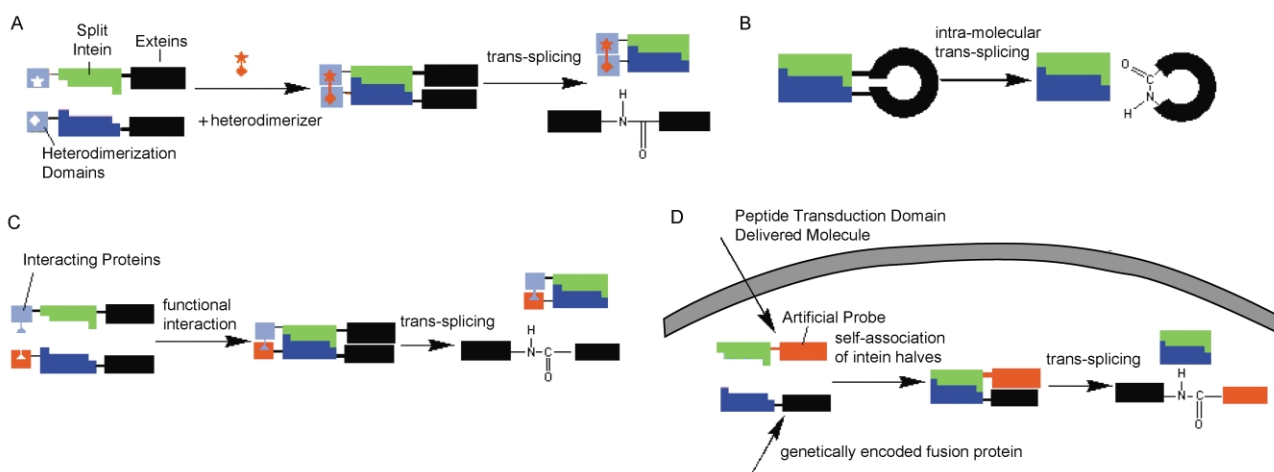 A
Split
Intein
Exteins
+heterodimerizer
trans-splicing
H
N
O
Heterodimerization
Domains
B
intra-molecular
trans-splicing
O
C
N
H
C
Interacting Proteins
functional
interaction
trans-splicing
H
N
C
O
D
Peptide Transduction Domain
Delivered Molecule
Artificial Probe
self-association
of intein halves
trans-splicing
H
N
C
O
genetically encoded fusion protein